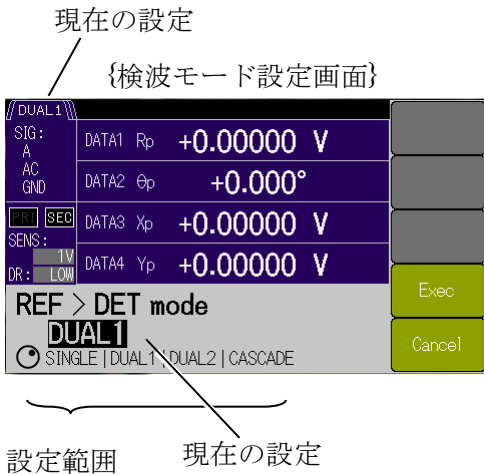 現在の設定
{検波モード設定画面}
DUAL1
SIG:
A
AC
GND
PRI SEC
SENS:
1V
DR: LOW
DATA1 Rp +0.00000 V
DATA2 θp +0.000°
DATA3 Xp +0.00000 V
DATA4 Yp +0.00000 V
REF > DET mode
DUAL1
SINGLE | DUAL1 | DUAL2 | CASCADE
Exec
Cancel
設定範囲
現在の設定